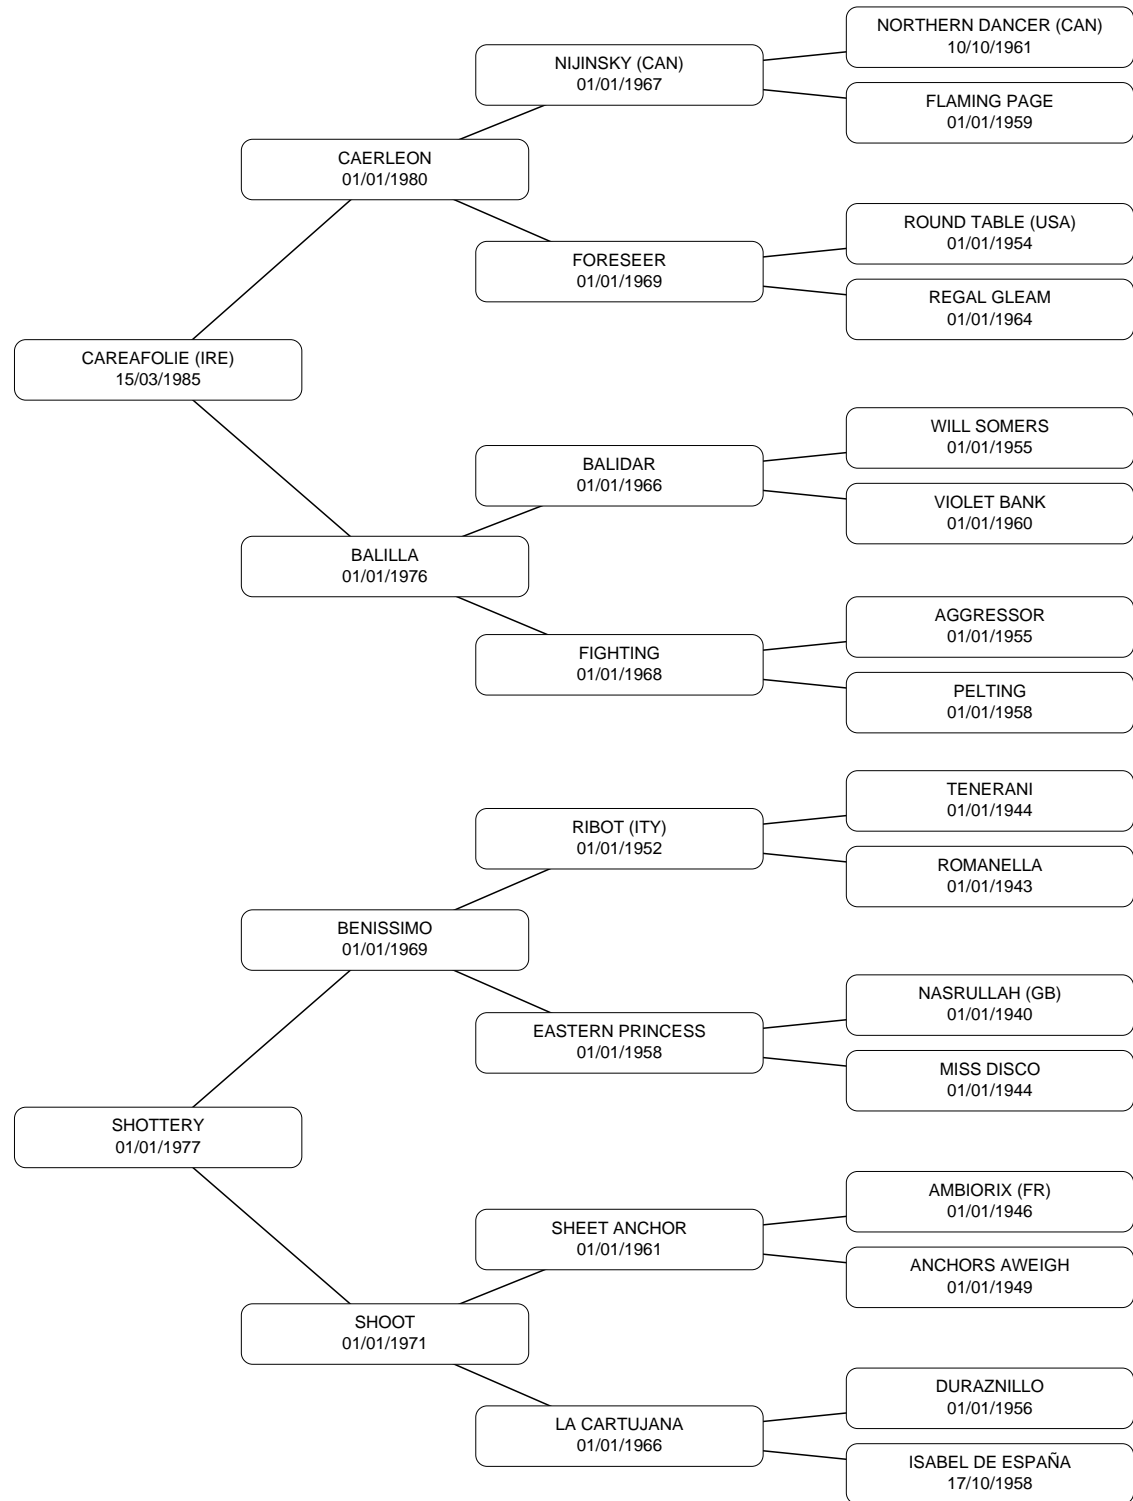 NORTHERN DANCER (CAN)
10/10/1961
NIJINSKY (CAN)
01/01/1967
FLAMING PAGE
01/01/1959
CAERLEON
01/01/1980
ROUND TABLE (USA)
01/01/1954
FORESEER
01/01/1969
REGAL GLEAM
01/01/1964
CAREAFOLIE (IRE)
15/03/1985
WILL SOMERS
01/01/1955
BALIDAR
01/01/1966
VIOLET BANK
01/01/1960
BALILLA
01/01/1976
AGGRESSOR
01/01/1955
FIGHTING
01/01/1968
PELTING
01/01/1958
TENERANI
01/01/1944
RIBOT (ITY)
01/01/1952
ROMANELLA
01/01/1943
BENISSIMO
01/01/1969
NASRULLAH (GB)
01/01/1940
EASTERN PRINCESS
01/01/1958
MISS DISCO
01/01/1944
SHOTTERY
01/01/1977
AMBIORIX (FR)
01/01/1946
SHEET ANCHOR
01/01/1961
ANCHORS AWEIGH
01/01/1949
SHOOT
01/01/1971
DURAZNILLO
01/01/1956
LA CARTUJANA
01/01/1966
ISABEL DE ESPAÑA
17/10/1958